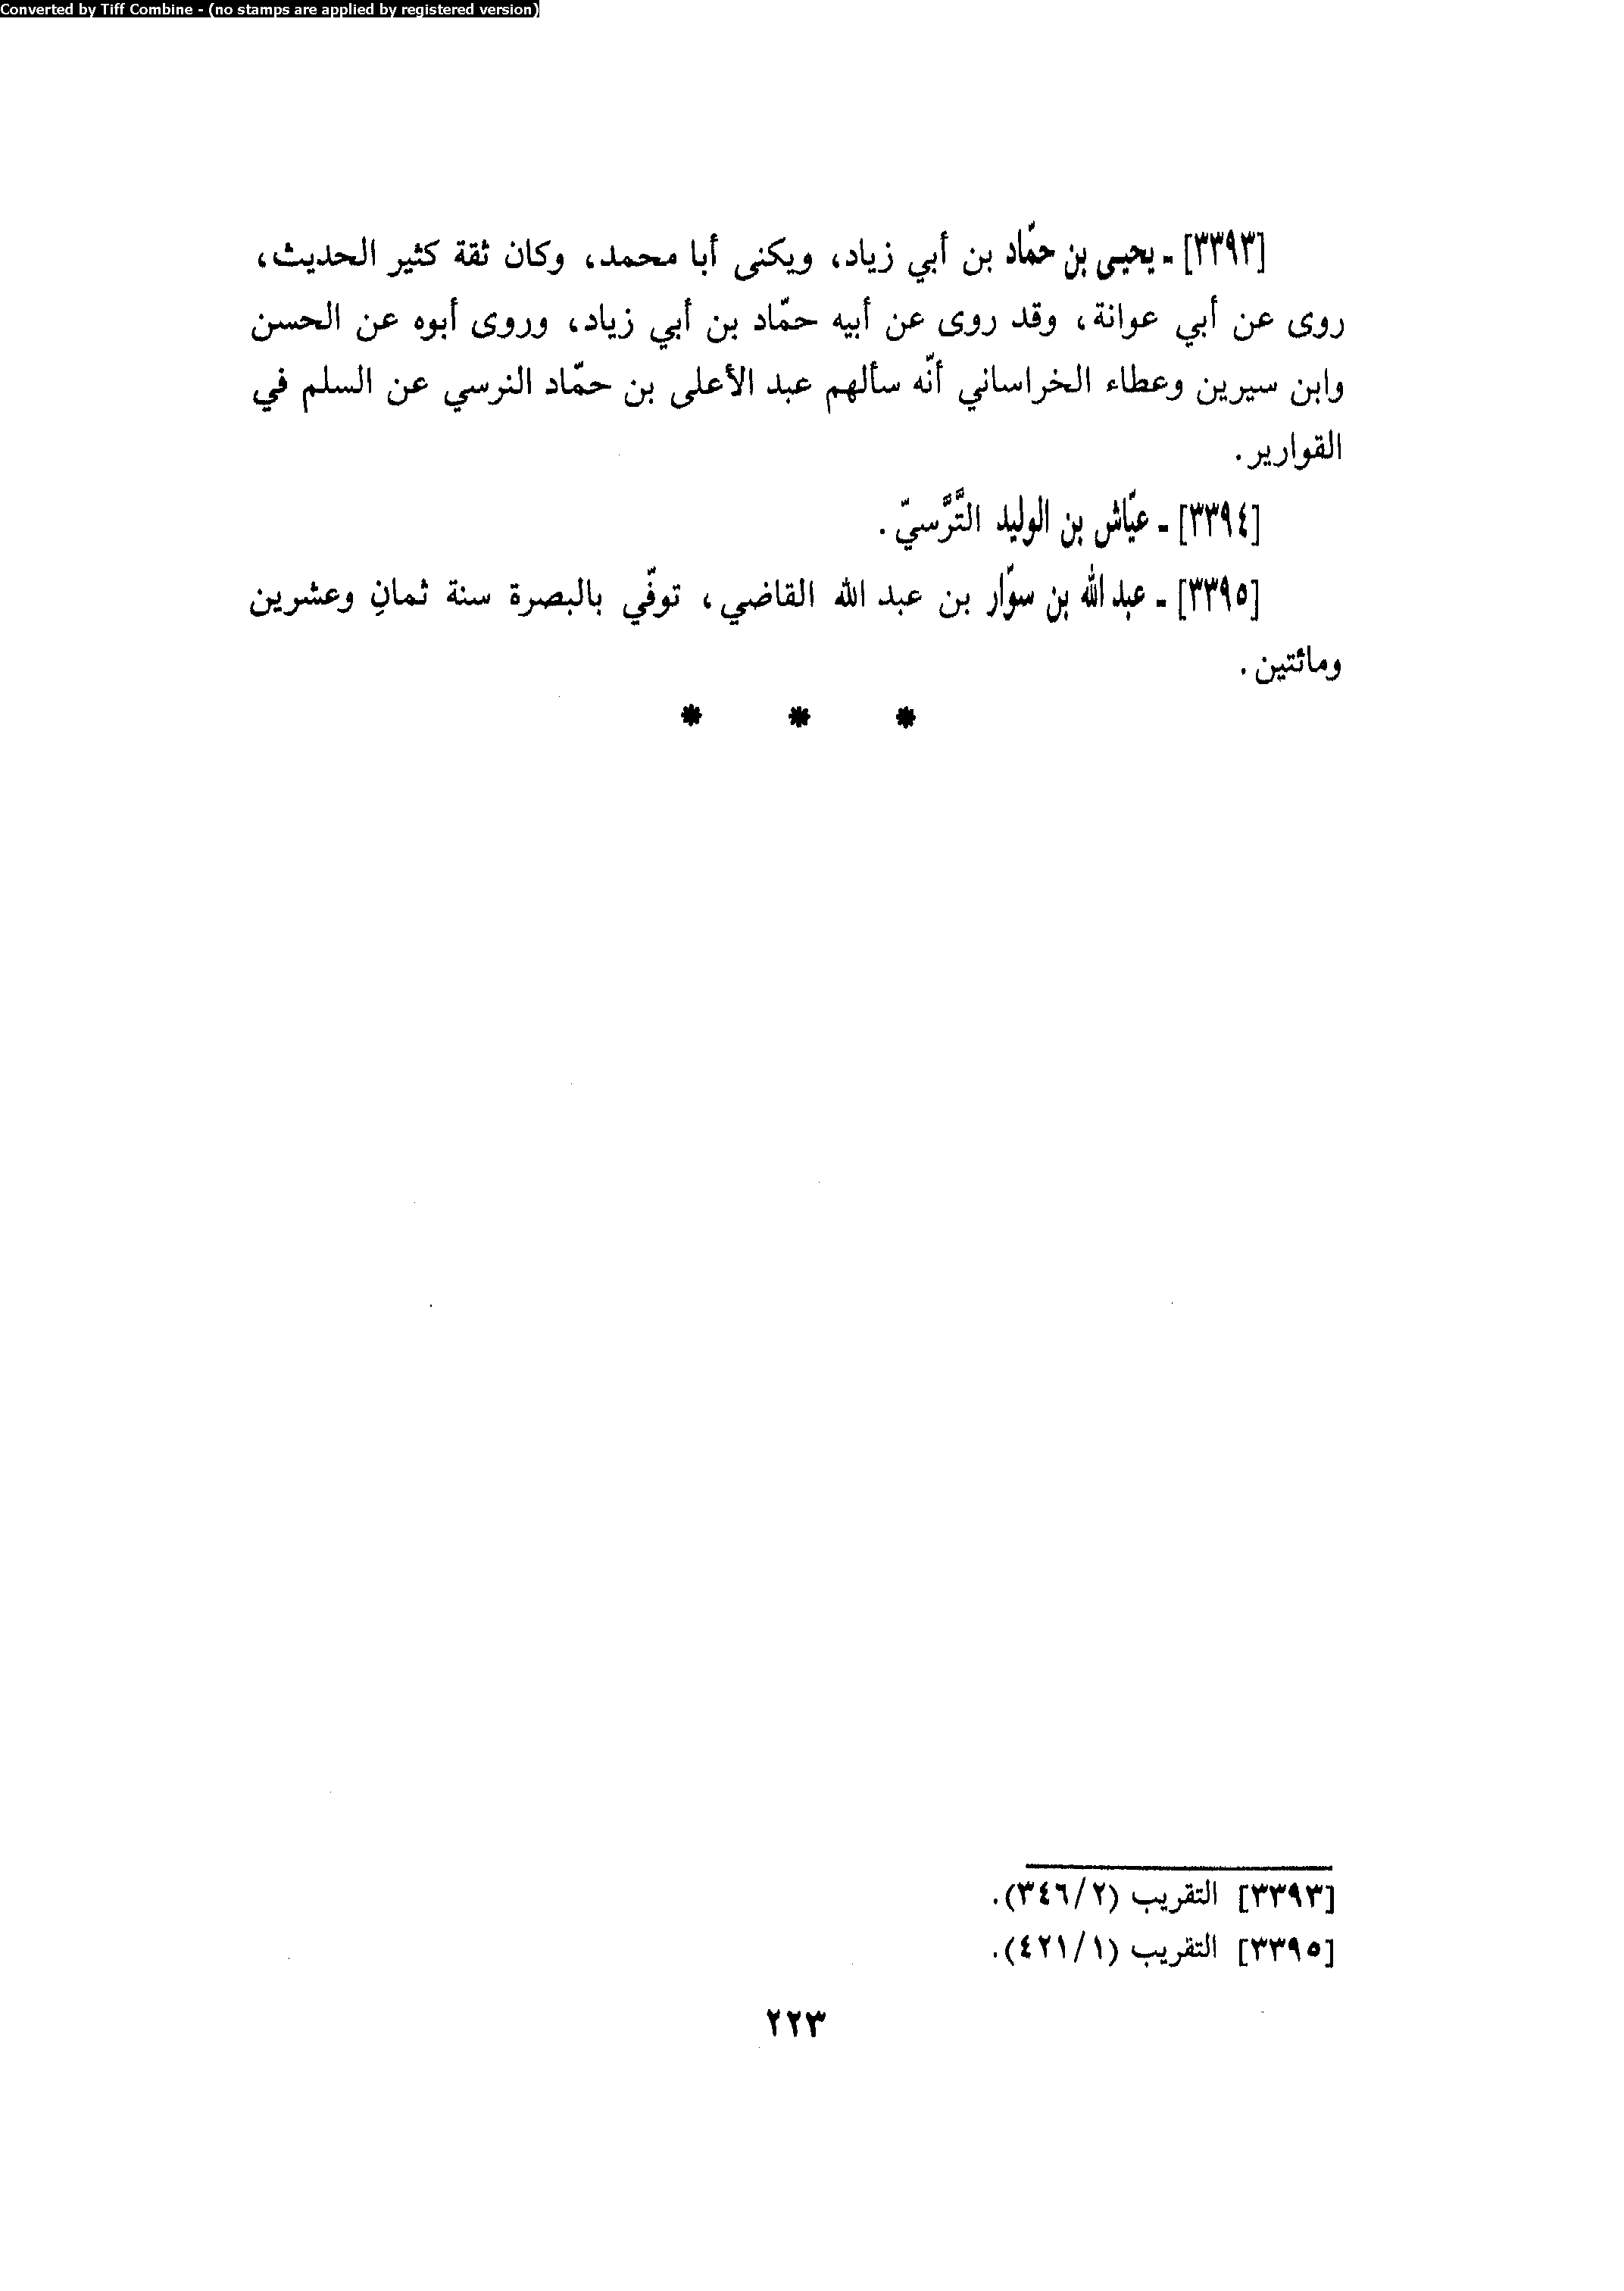 Converted by Tiff Combine - (no stamps are applied by registered version)
[٣٣٩٣] - يحيى بن حمّاد بن أبي زياد، ويكنى أبا محمد، وكان ثقة كثير الحديث،
روى عن أبي عوانة، وقد روى عن أبيه حمّاد بن أبي زياد، وروى أبوه عن الحسن
وابن سيرين وعطاء الخراساني أنّه سألهم عبد الأعلى بن حمّاد النرسي عن السلم في
القوارير.
[٣٣٩٤] - عيّاش بن الوليد التَّرَّسيّ.
[٣٣٩٥] - عبد الله بن سوّار بن عبد الله القاضي، توفّي بالبصرة سنة ثمانِ وعشرين
ومائتين.
* * *
[٣٣٩٣] التقريب (٣٤٦/٢).
[٣٣٩٥] التقريب (٤٢١/١).
٢٢٣